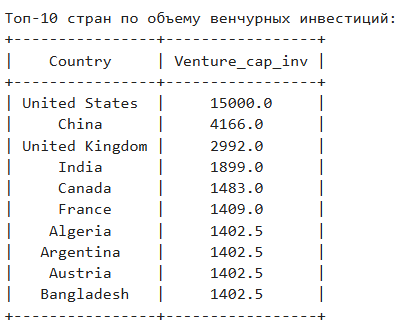 Топ-10 стран по объему венчурных инвестиций:
+----------------+-----------------+
|    Country     | Venture_cap_inv |
+----------------+-----------------+
| United States  |     15000.0     |
|     China      |     4166.0      |
| United Kingdom |     2992.0      |
|     India      |     1899.0      |
|     Canada     |     1483.0      |
|     France     |     1409.0      |
|    Algeria     |     1402.5      |
|   Argentina    |     1402.5      |
|    Austria     |     1402.5      |
|   Bangladesh   |     1402.5      |
+----------------+-----------------+